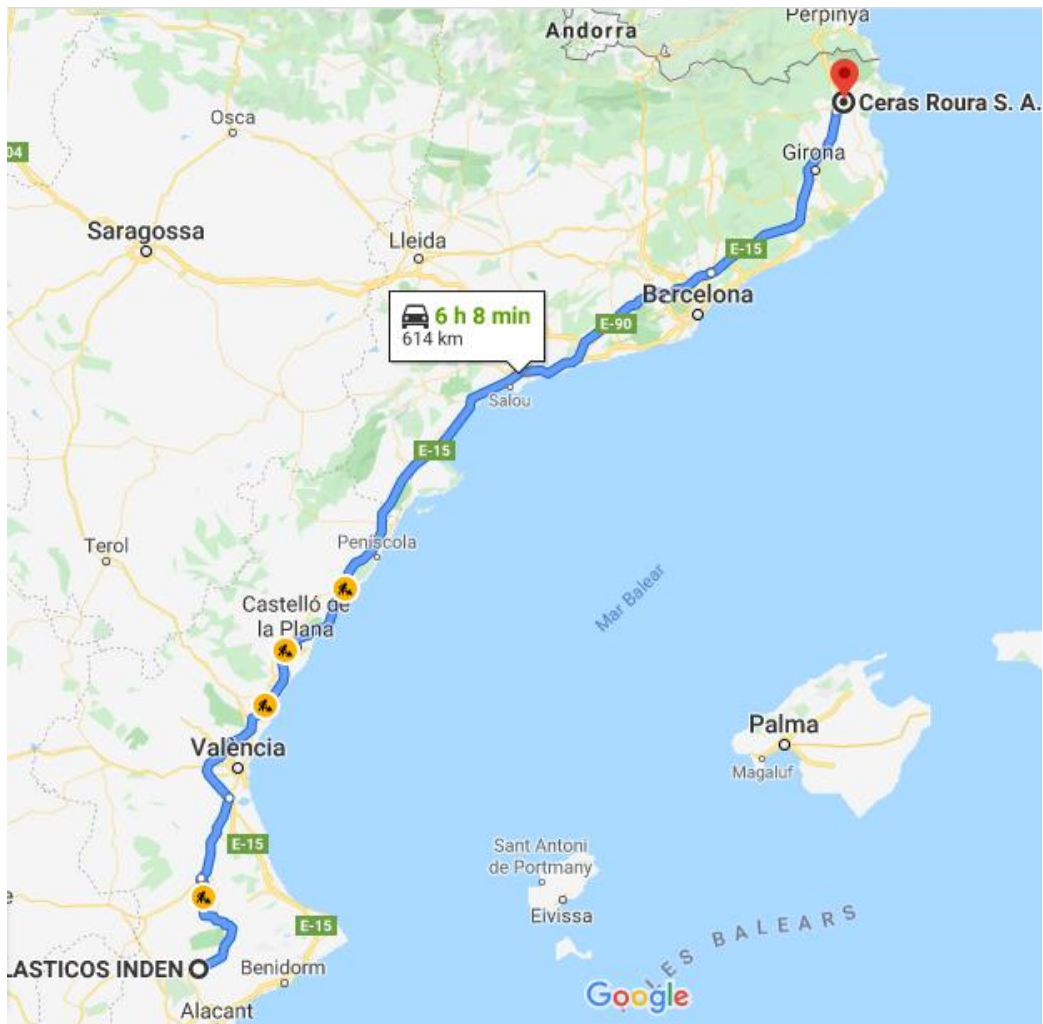 Perpinya
Andorra
Ceras Roura S. A.
Osca
Girona
04
Saragossa
Lleida
E-15
Barcelona
6 h 8 min
614 km
E-90
Salou
E-15
Peníscola
Terol
Castelló de
la Plana
Mar Balear
València
Palma
Magaluf
E-15
Sant Antoni
de Portmany
Eivissa
E-15
LES BALEARS
LASTICOS INDEN
Benidorm
Google
Alacant